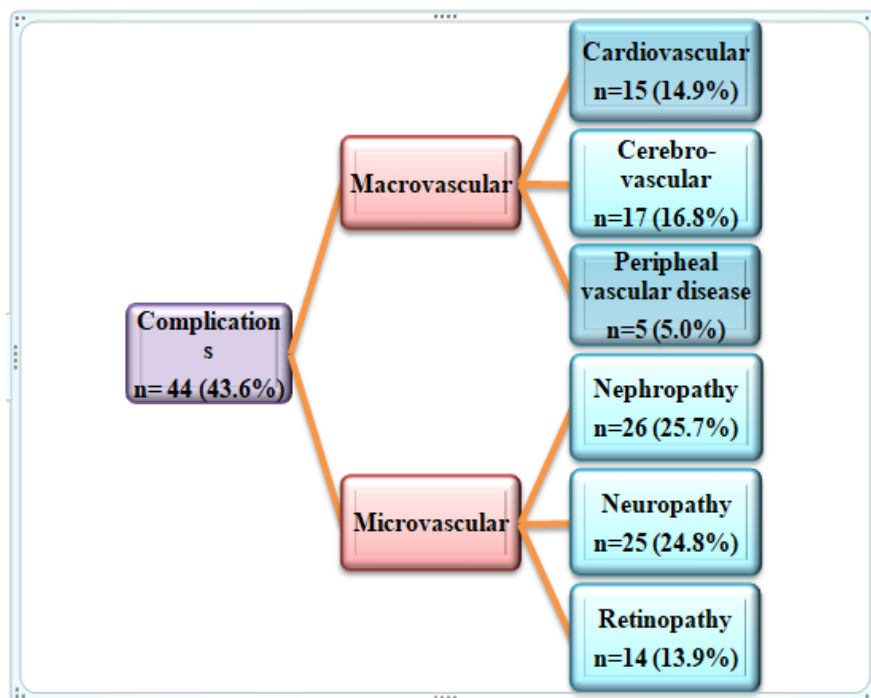 Cardiovascular
n=15 (14.9%)
Cerebro-
vascular
n=17 (16.8%)
Macrovascular
Peripheal
vascular disease
n=5 (5.0%)
Complication
s
n= 44 (43.6%)
Nephropathy
n=26 (25.7%)
Microvascular
Neuropathy
n=25 (24.8%)
Retinopathy
n=14 (13.9%)